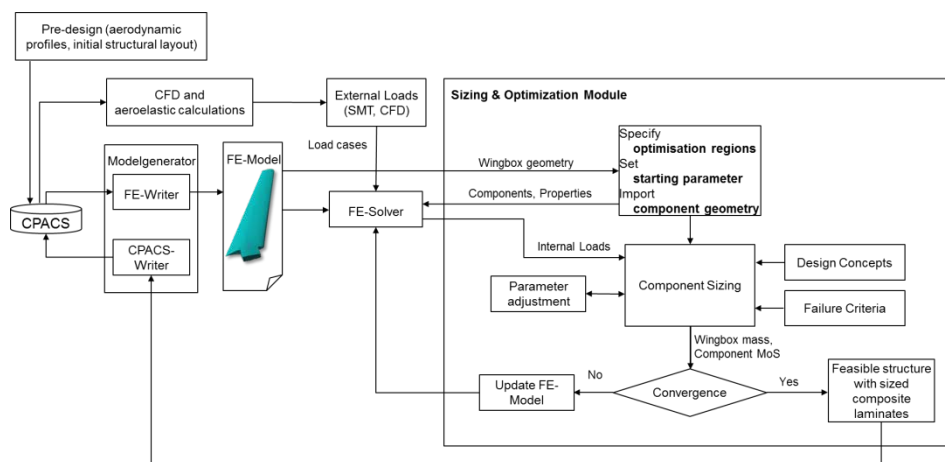 Pre-design (aerodynamic
profiles, initial structural layout)
CFD and
aeroelastic calculations
External Loads
(SMT, CFD)
Load cases
Modelgenerator
FE-Writer
CPACS-
Writer
CPACS
FE-Model
FE-Solver
Wingbox geometry
Components, Properties
Internal Loads
Sizing & Optimization Module
Specify
optimisation regions
Set
starting parameter
Import
component geometry
Component Sizing
Design Concepts
Failure Criteria
Parameter
adjustment
Wingbox mass,
Component MoS
Convergence
No
Update FE-
Model
Yes
Feasible structure
with sized
composite
laminates